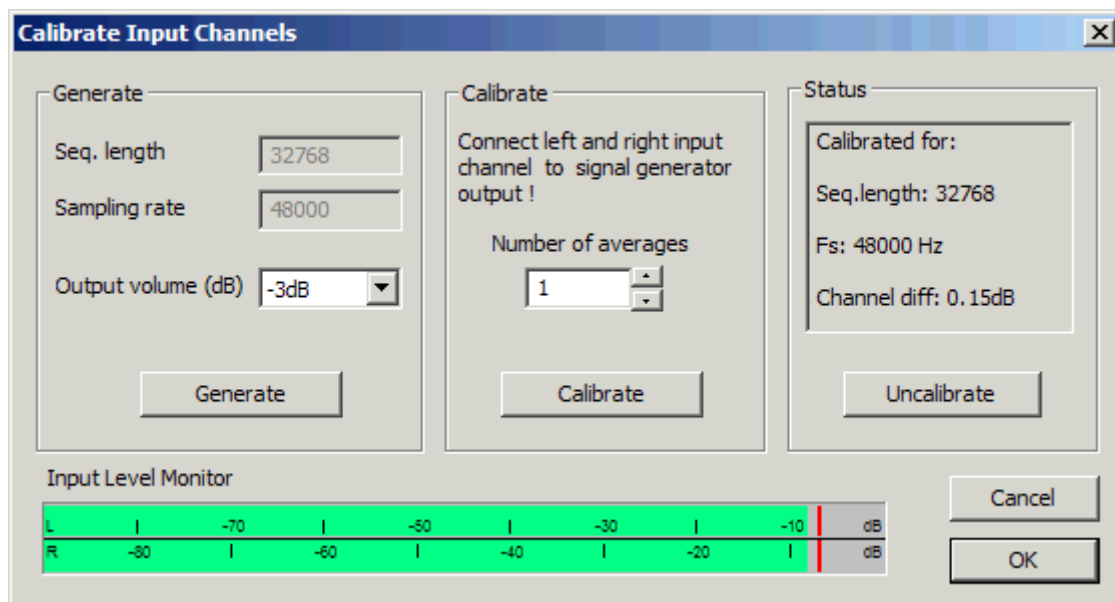 Calibrate Input Channels
Generate
Seq. length
32768
Sampling rate
48000
Output volume (dB)
-3dB
Generate
Calibrate
Connect left and right input
channel to signal generator
output !
Number of averages
1
Calibrate
Status
Calibrated for:
Seq.length: 32768
Fs: 48000 Hz
Channel diff: 0.15dB
Uncalibrate
Input Level Monitor
L -70 -50 -30 -10 dB
R -80 -60 -40 -20 dB
Cancel
OK